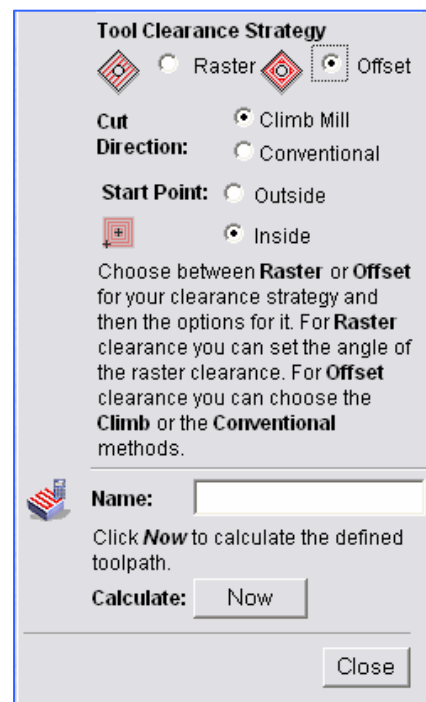 Tool Clearance Strategy
Raster Offset
Cut Direction: Climb Mill
Conventional
Start Point: Outside
Inside
Choose between Raster or Offset
for your clearance strategy and
then the options for it. For Raster
clearance you can set the angle of
the raster clearance. For Offset
clearance you can choose the
Climb or the Conventional
methods.
Name:
Click Now to calculate the defined
toolpath.
Calculate: Now
Close